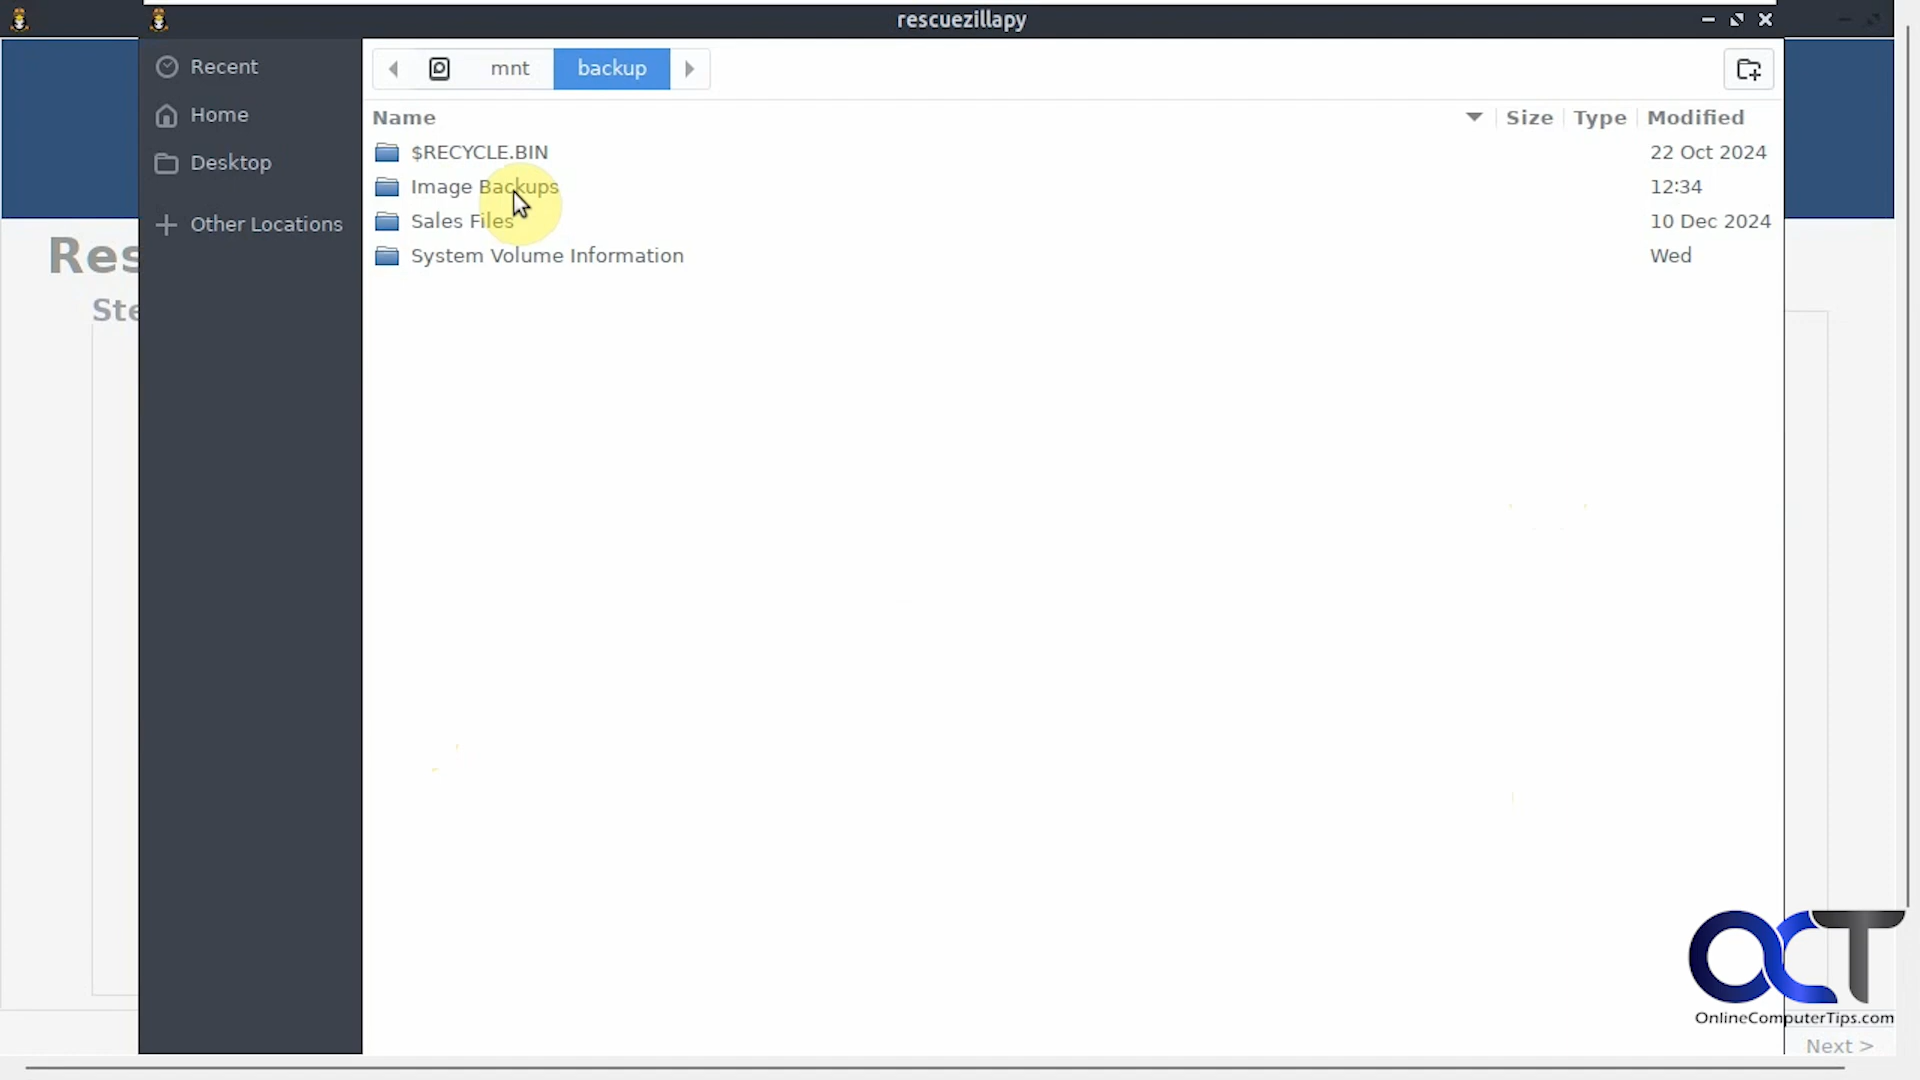 rescuezillapy
Recent
Home
Desktop
Other Locations
mnt
backup
Name
Size
Type
Modified
$RECYCLE.BIN
22 Oct 2024
Image Backups
12:34
Sales Files
10 Dec 2024
System Volume Information
Wed
Res
Ste
OCT
OnlineComputerTips.com
Next >